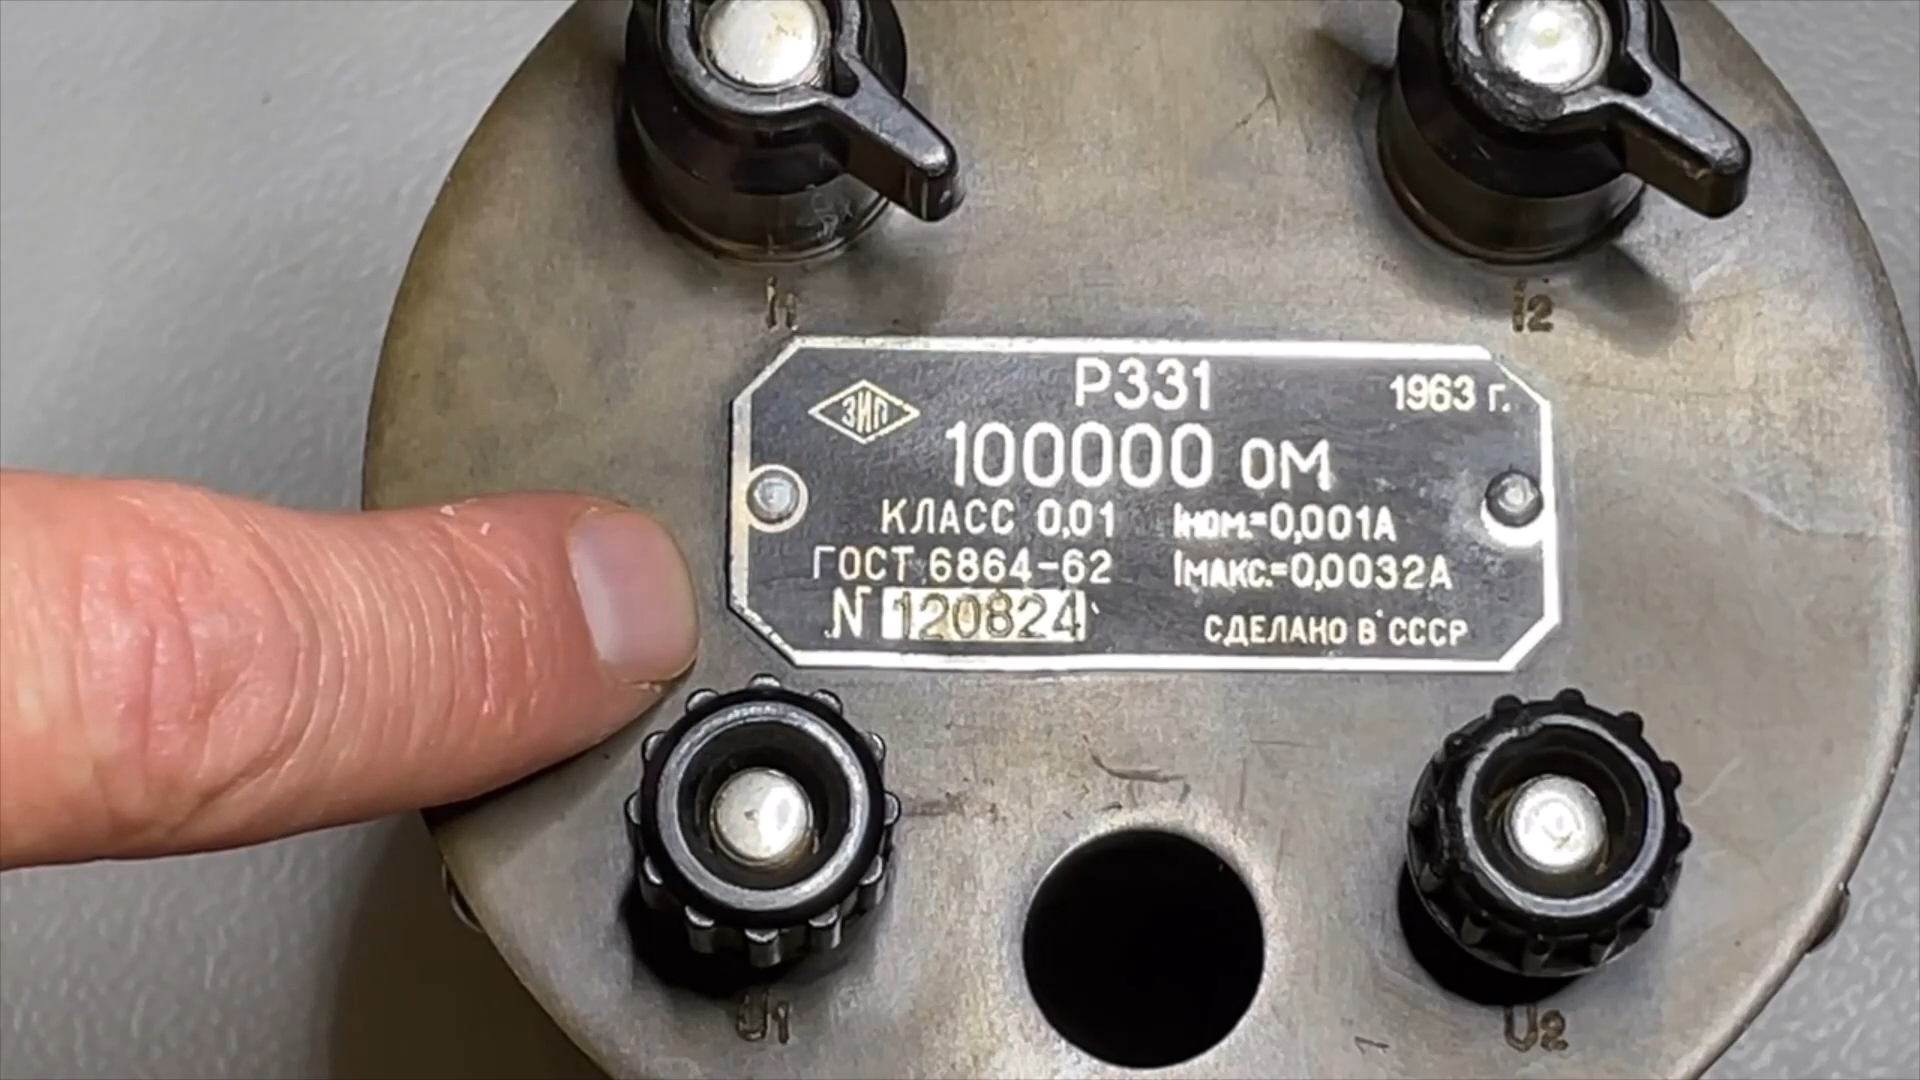 I1
I2
ЗИП
Р331
1963 г.
100000 ОМ
КЛАСС 0,01
Iном.=0,001А
ГОСТ 6864-62
Iмакс.=0,0032А
№ 120824
СДЕЛАНО В СССР
U1
U2